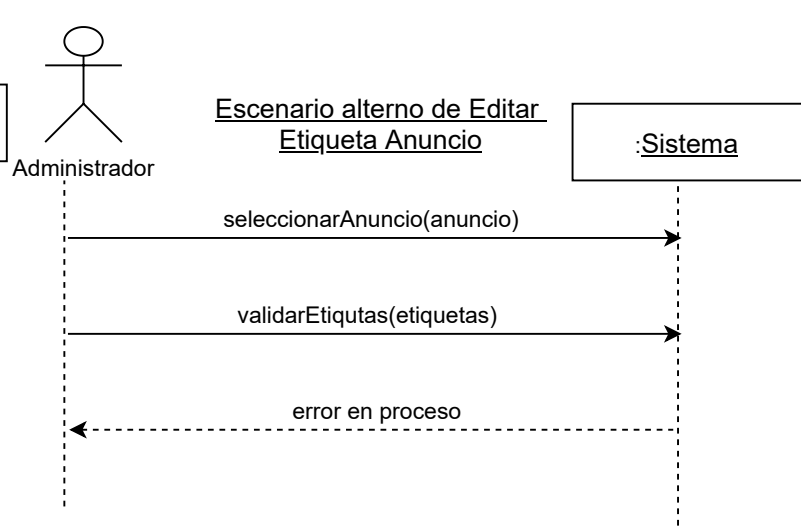 Escenario alterno de Editar
Etiqueta Anuncio
:Sistema
Administrador
seleccionarAnuncio(anuncio)
validarEtiqutas(etiquetas)
error en proceso